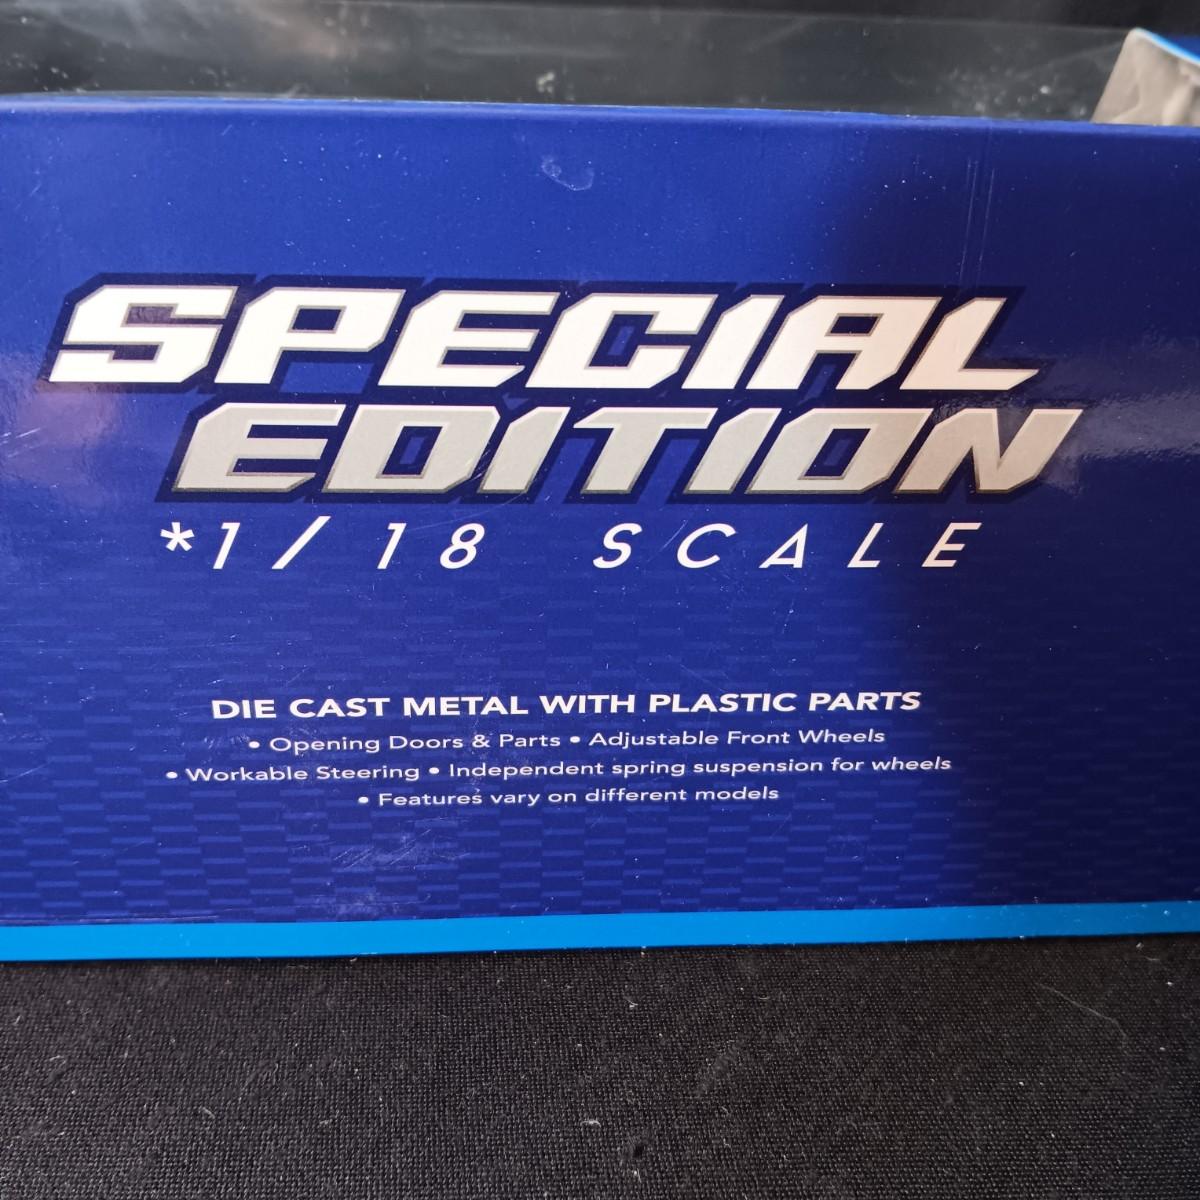 SPECIAL
EDITION
*1/18 SCALE
DIE CAST METAL WITH PLASTIC PARTS
• Opening Doors & Parts • Adjustable Front Wheels
• Workable Steering • Independent spring suspension for wheels
• Features vary on different models